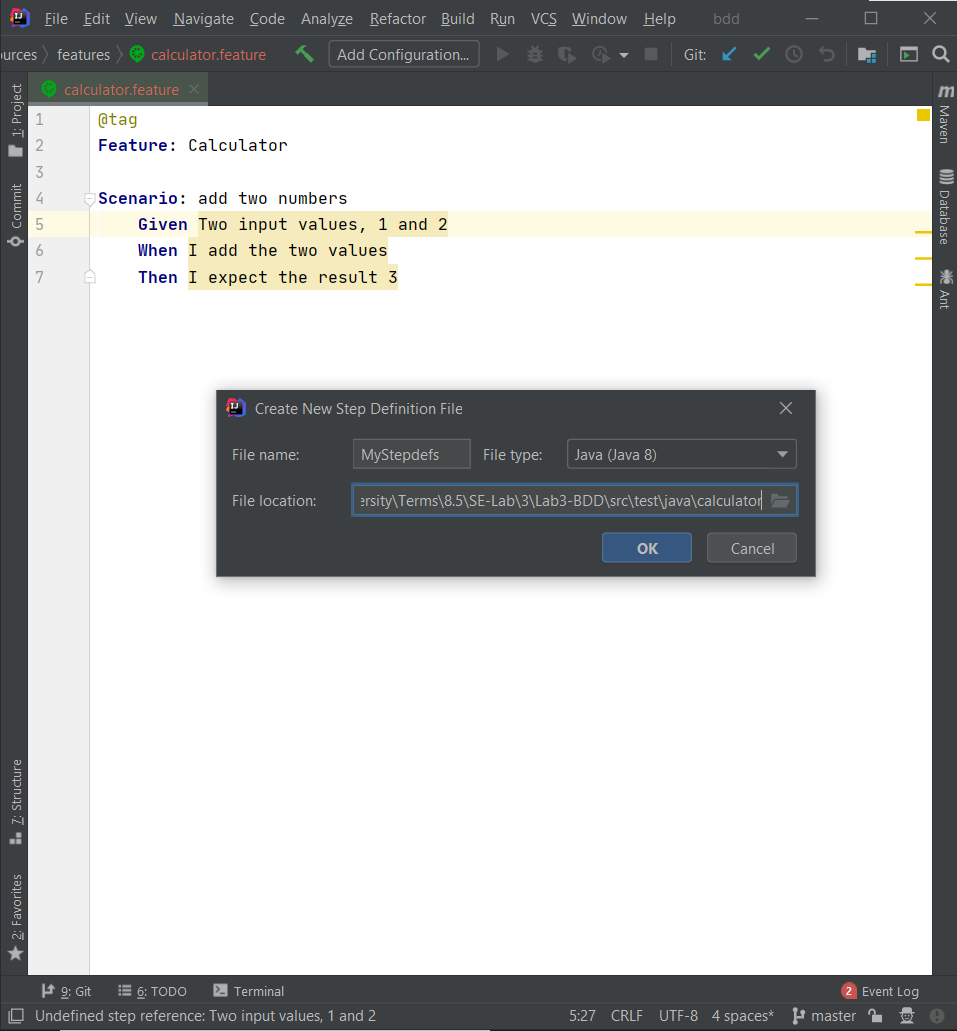 File Edit View Navigate Code Analyze Refactor Build Run VCS Window Help bdd
ources features calculator.feature Add Configuration... Git:
calculator.feature
1: Project
Commit
7: Structure
2: Favorites
1 @tag
2 Feature: Calculator
3
4 Scenario: add two numbers
5 Given Two input values, 1 and 2
6 When I add the two values
7 Then I expect the result 3
m
Maven
Database
Ant
Create New Step Definition File
File name: MyStepdefs File type: Java (Java 8)
File location: ersity\Terms\8.5\SE-Lab\3\Lab3-BDD\src\test\java\calculator
OK Cancel
9: Git 6: TODO Terminal 2 Event Log
Undefined step reference: Two input values, 1 and 2 5:27 CRLF UTF-8 4 spaces* master